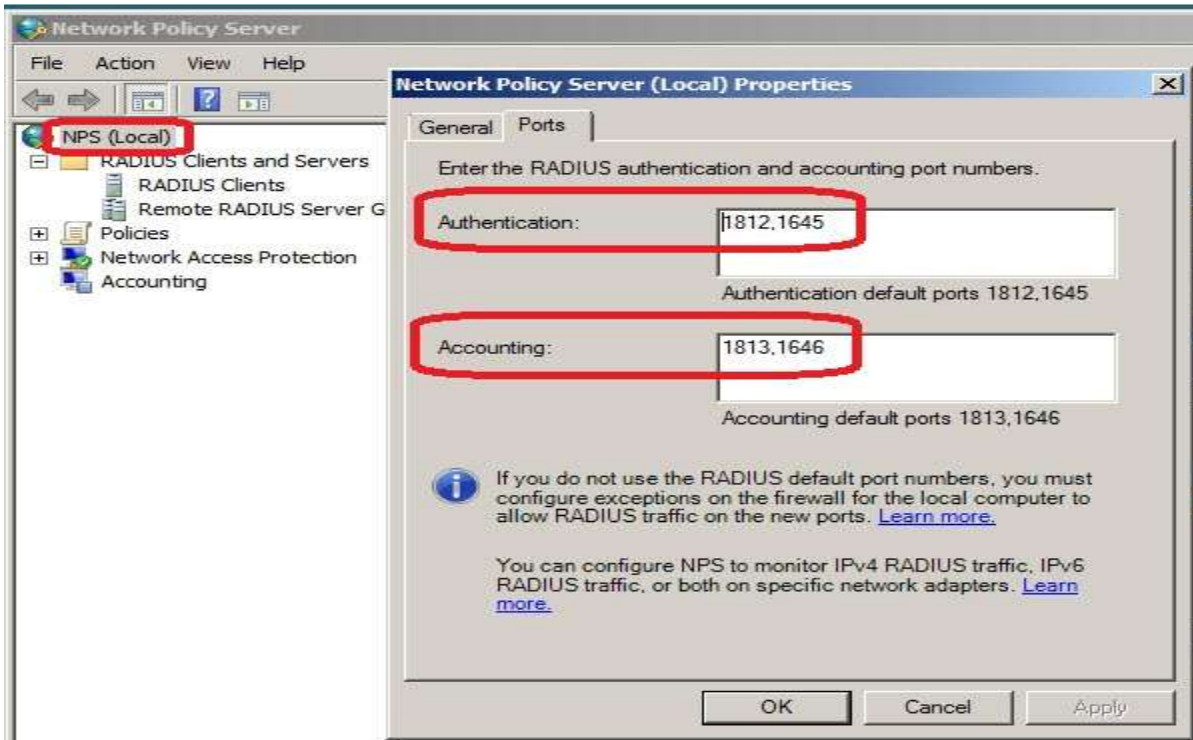 Network Policy Server
File Action View Help
NPS (Local)
RADIUS Clients and Servers
RADIUS Clients
Remote RADIUS Server G
Policies
Network Access Protection
Accounting
Network Policy Server (Local) Properties
General Ports
Enter the RADIUS authentication and accounting port numbers.
Authentication: 1812,1645
Authentication default ports 1812,1645
Accounting: 1813,1646
Accounting default ports 1813,1646
If you do not use the RADIUS default port numbers, you must
configure exceptions on the firewall for the local computer to
allow RADIUS traffic on the new ports. Learn more.
You can configure NPS to monitor IPv4 RADIUS traffic, IPv6
RADIUS traffic, or both on specific network adapters. Learn
more.
OK Cancel Apply